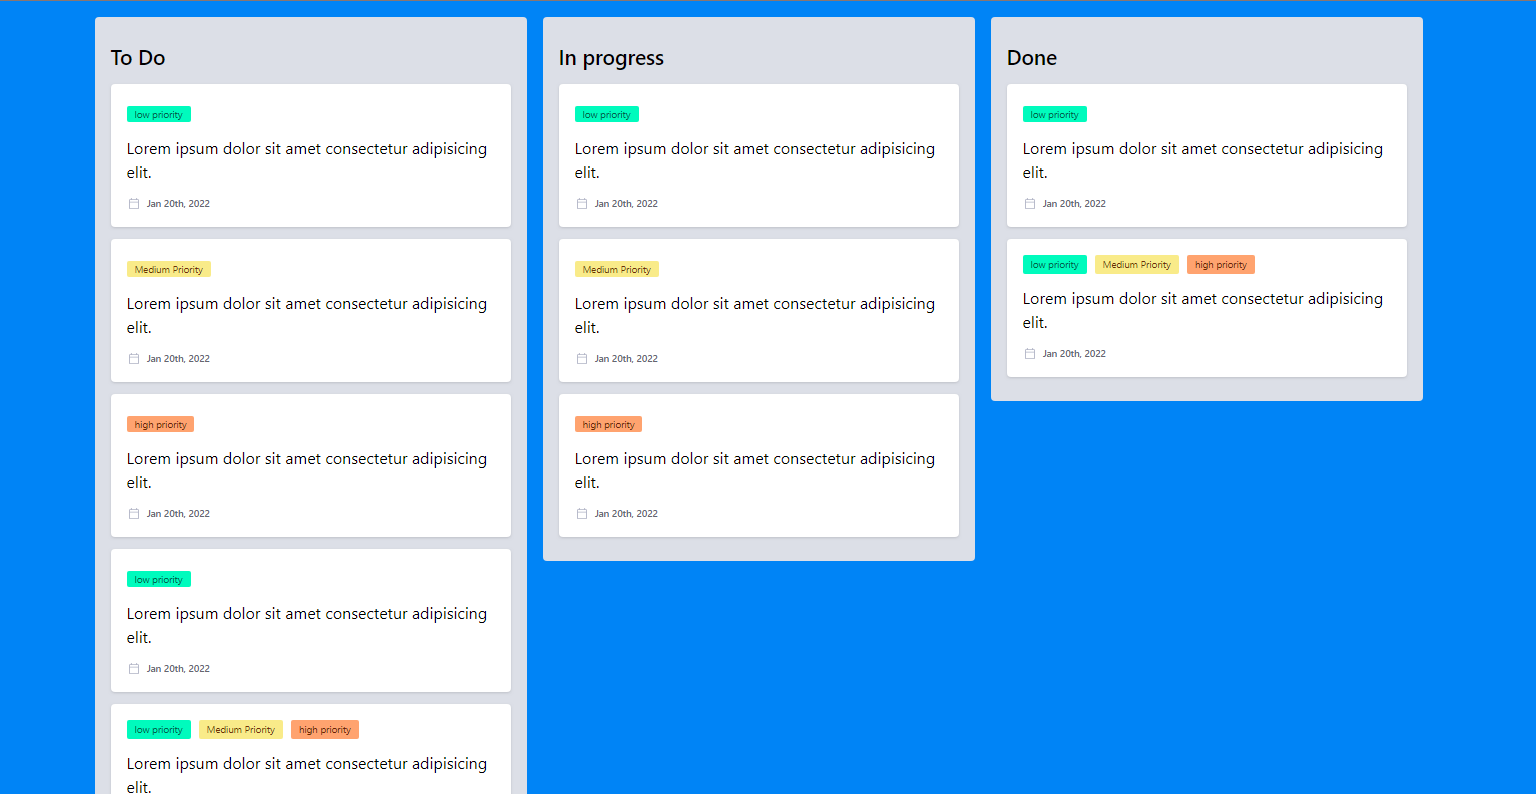 To Do
low priority
Lorem ipsum dolor sit amet consectetur adipisicing
elit.
Jan 20th, 2022
Medium Priority
Lorem ipsum dolor sit amet consectetur adipisicing
elit.
Jan 20th, 2022
high priority
Lorem ipsum dolor sit amet consectetur adipisicing
elit.
Jan 20th, 2022
low priority
Lorem ipsum dolor sit amet consectetur adipisicing
elit.
Jan 20th, 2022
low priority Medium Priority high priority
Lorem ipsum dolor sit amet consectetur adipisicing
elit.
In progress
low priority
Lorem ipsum dolor sit amet consectetur adipisicing
elit.
Jan 20th, 2022
Medium Priority
Lorem ipsum dolor sit amet consectetur adipisicing
elit.
Jan 20th, 2022
high priority
Lorem ipsum dolor sit amet consectetur adipisicing
elit.
Jan 20th, 2022
Done
low priority
Lorem ipsum dolor sit amet consectetur adipisicing
elit.
Jan 20th, 2022
low priority Medium Priority high priority
Lorem ipsum dolor sit amet consectetur adipisicing
elit.
Jan 20th, 2022